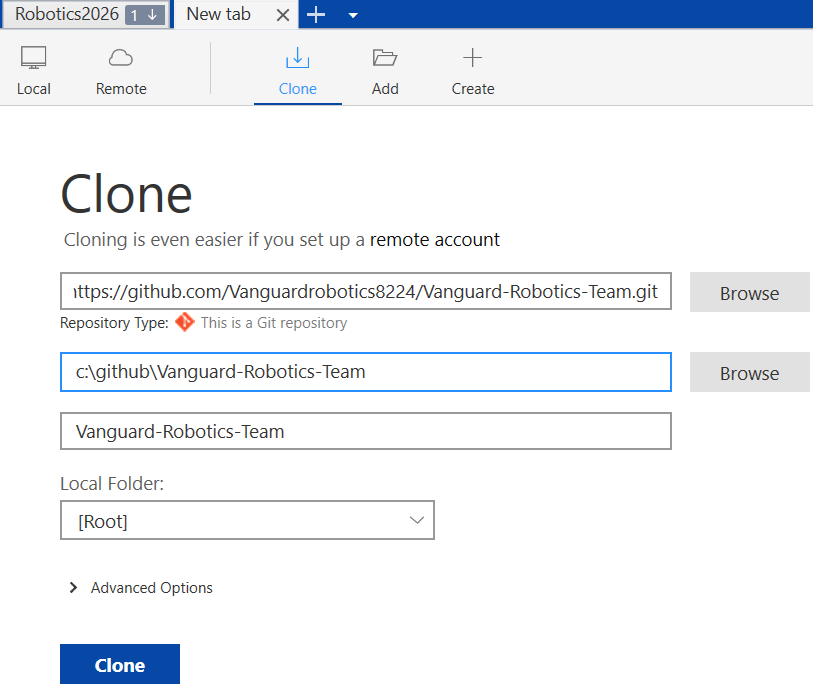 Robotics2026 1 ↓ New tab
Local Remote Clone Add Create
Clone
Cloning is even easier if you set up a remote account
ttps://github.com/Vanguardrobotics8224/Vanguard-Robotics-Team.git Browse
Repository Type: This is a Git repository
c:\github\Vanguard-Robotics-Team Browse
Vanguard-Robotics-Team
Local Folder:
[Root]
Advanced Options
Clone